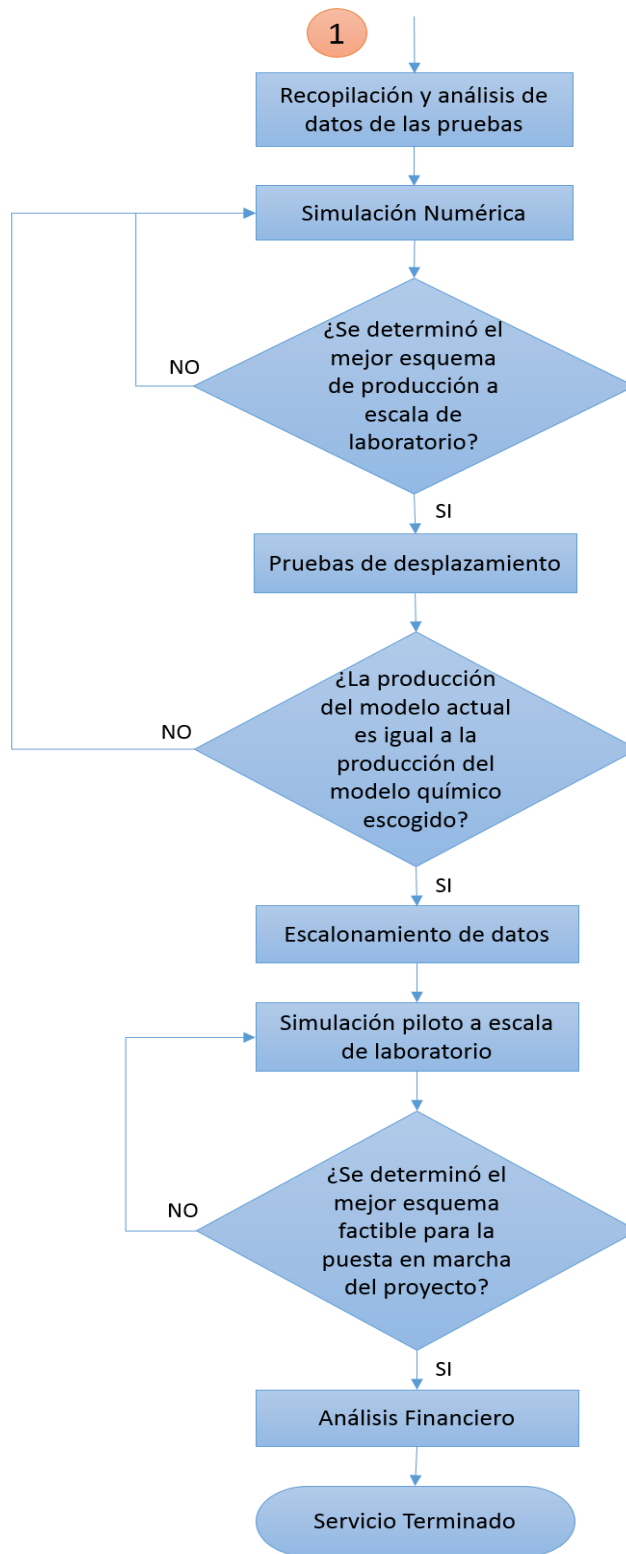 1
Recopilación y análisis de
datos de las pruebas
Simulación Numérica
¿Se determinó el
mejor esquema
de producción a
escala de
laboratorio?
NO
SI
Pruebas de desplazamiento
¿La producción
del modelo actual
es igual a la
producción del
modelo químico
escogido?
NO
SI
Escalonamiento de datos
Simulación piloto a escala
de laboratorio
¿Se determinó el
mejor esquema
factible para la
puesta en marcha
del proyecto?
NO
SI
Análisis Financiero
Servicio Terminado